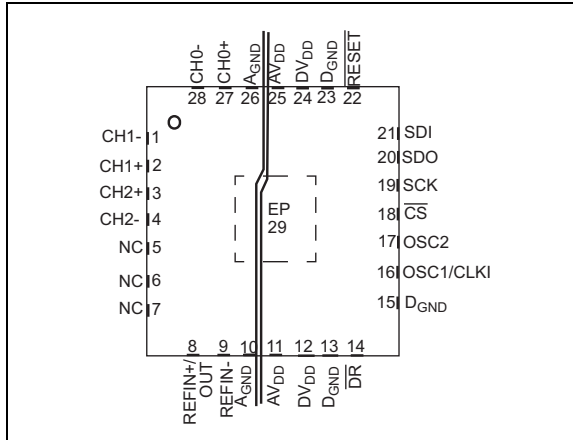 CH0-
CH0+
AGND
AVDD
DVDD
DGND
RESET
28 27 26 25 24 23 22
CH1- 1
CH1+ 2
CH2+ 3
CH2- 4
NC 5
NC 6
NC 7
EP
29
21 SDI
20 SDO
19 SCK
18 CS
17 OSC2
16 OSC1/CLKI
15 DGND
8 9 10 11 12 13 14
REFIN+/
OUT
REFIN-
AGND
AVDD
DVDD
DGND
DR